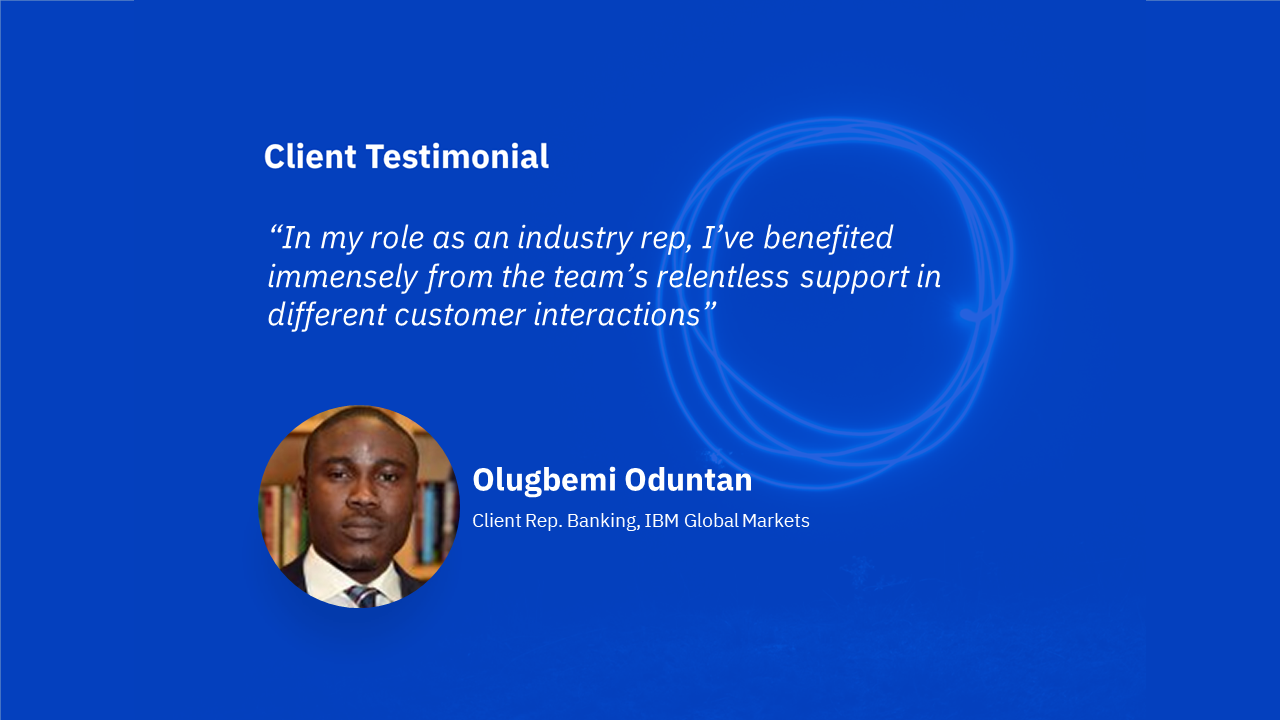 Client Testimonial
“In my role as an industry rep, I’ve benefited
immensely from the team’s relentless support in
different customer interactions”
Olugbemi Oduntan
Client Rep. Banking, IBM Global Markets